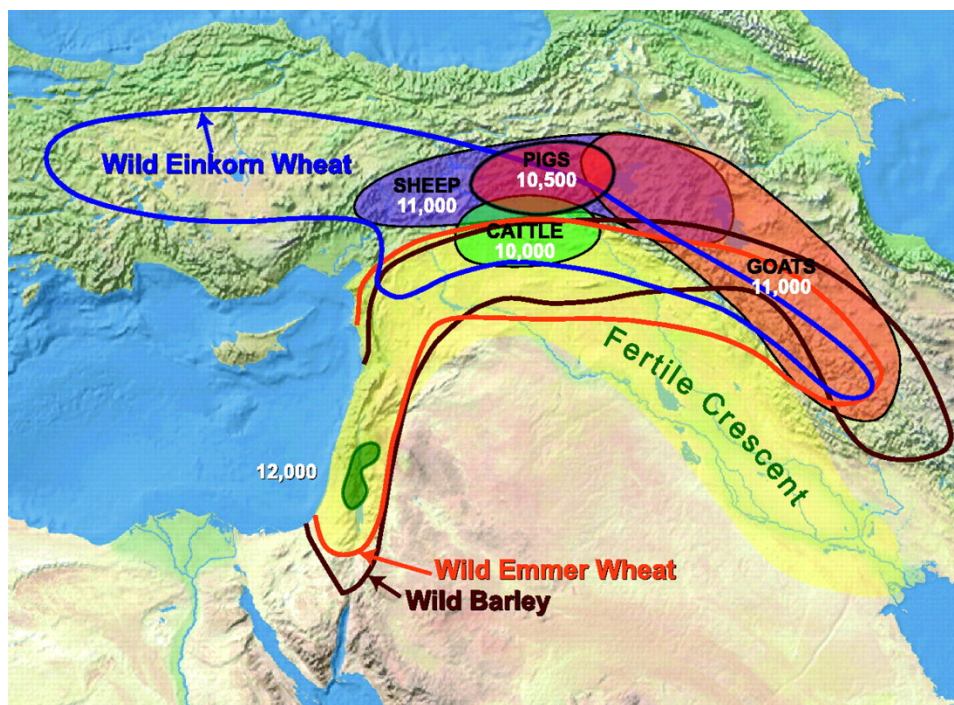 Wild Einkorn Wheat
SHEEP
11,000
PIGS
10,500
CATTLE
10,000
GOATS
11,000
Fertile Crescent
12,000
Wild Emmer Wheat
Wild Barley